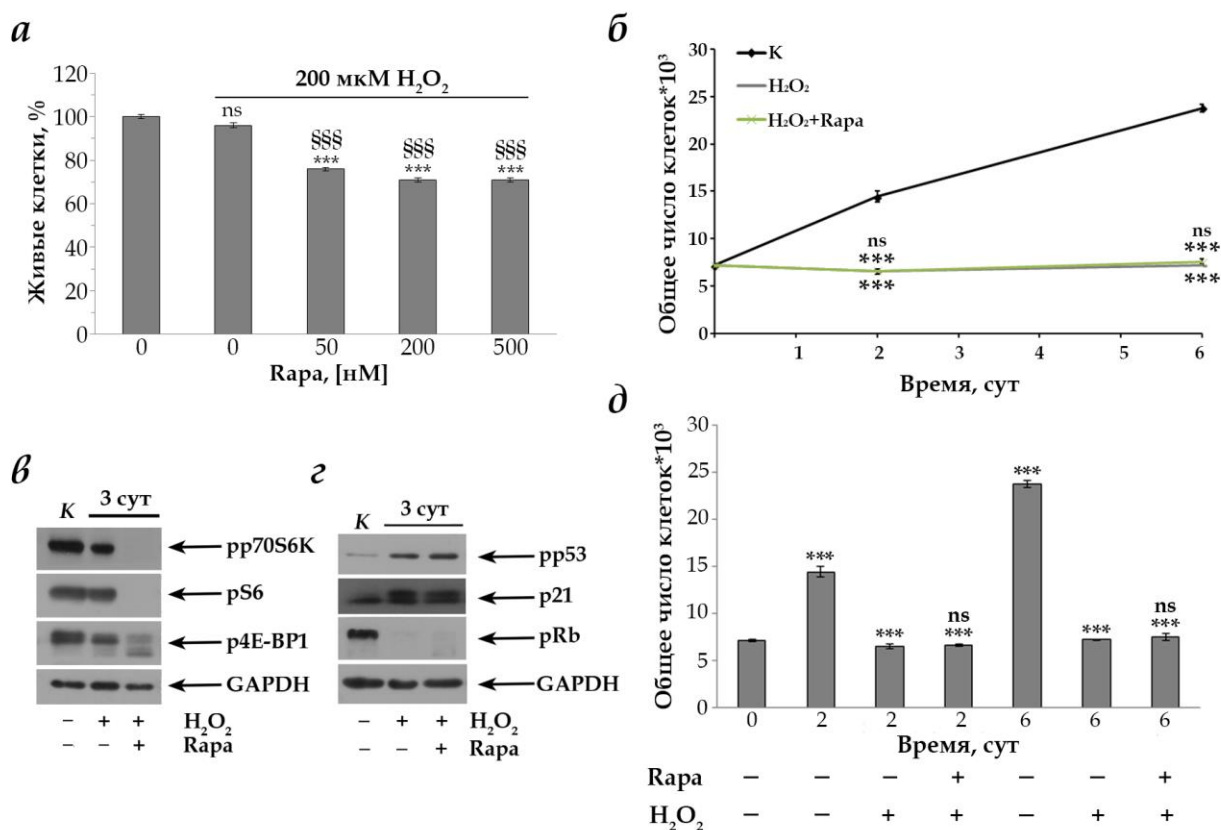 а
120
100
80
60
40
20
0
Живые клетки, %
200 мкМ H₂O₂
ns
§§§
***
§§§
***
§§§
***
0 0 50 200 500
Rapa, [нМ]
б
30
25
20
15
10
5
0
Общее число клеток*10³
K
H₂O₂
H₂O₂+Rapa
ns
***
***
ns
***
***
1 2 3 4 5 6
Время, сут
в
K 3 сут
pp70S6K
pS6
p4E-BP1
GAPDH
– + + H₂O₂
– – + Rapa
г
K 3 сут
pp53
p21
pRb
GAPDH
– + + H₂O₂
– – + Rapa
д
30
25
20
15
10
5
0
Общее число клеток*10³
***
***
ns
***
***
***
ns
***
0 2 2 2 6 6 6
Время, сут
Rapa – – – + – – +
H₂O₂ – – + + – + +